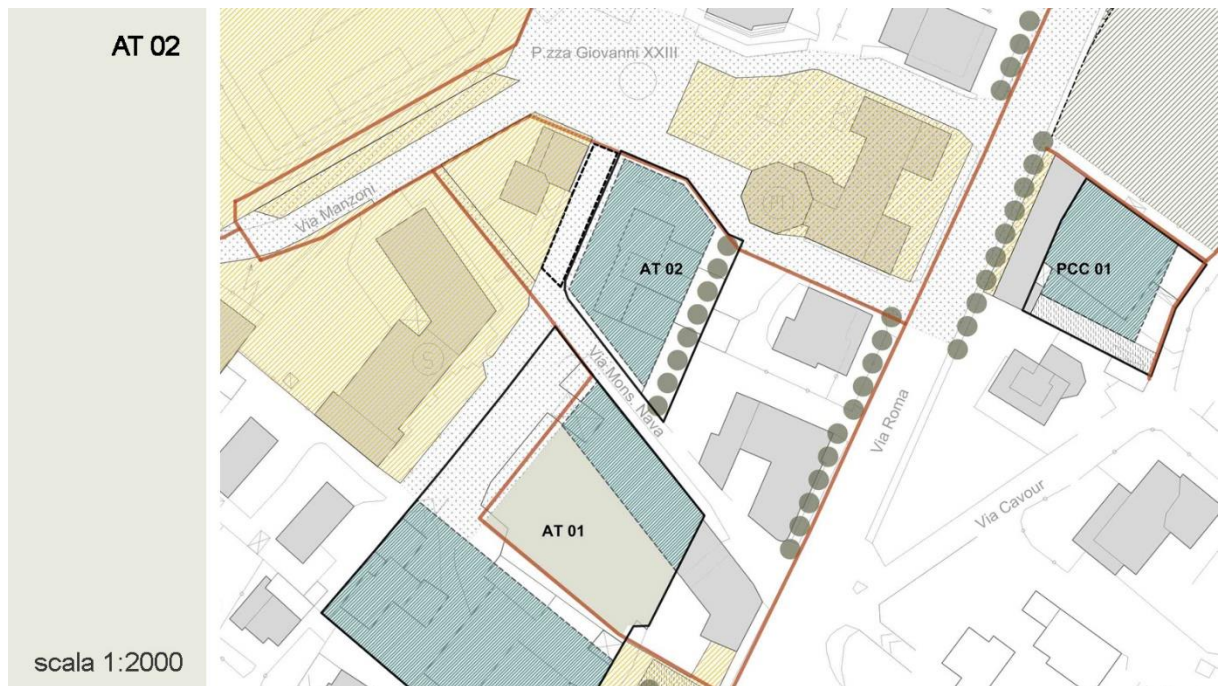 AT 02
P.zza Giovanni XXIII
Via Manzoni
AT 02
PCC 01
S
Via Mons. Nava
Via Roma
AT 01
Via Cavour
scala 1:2000